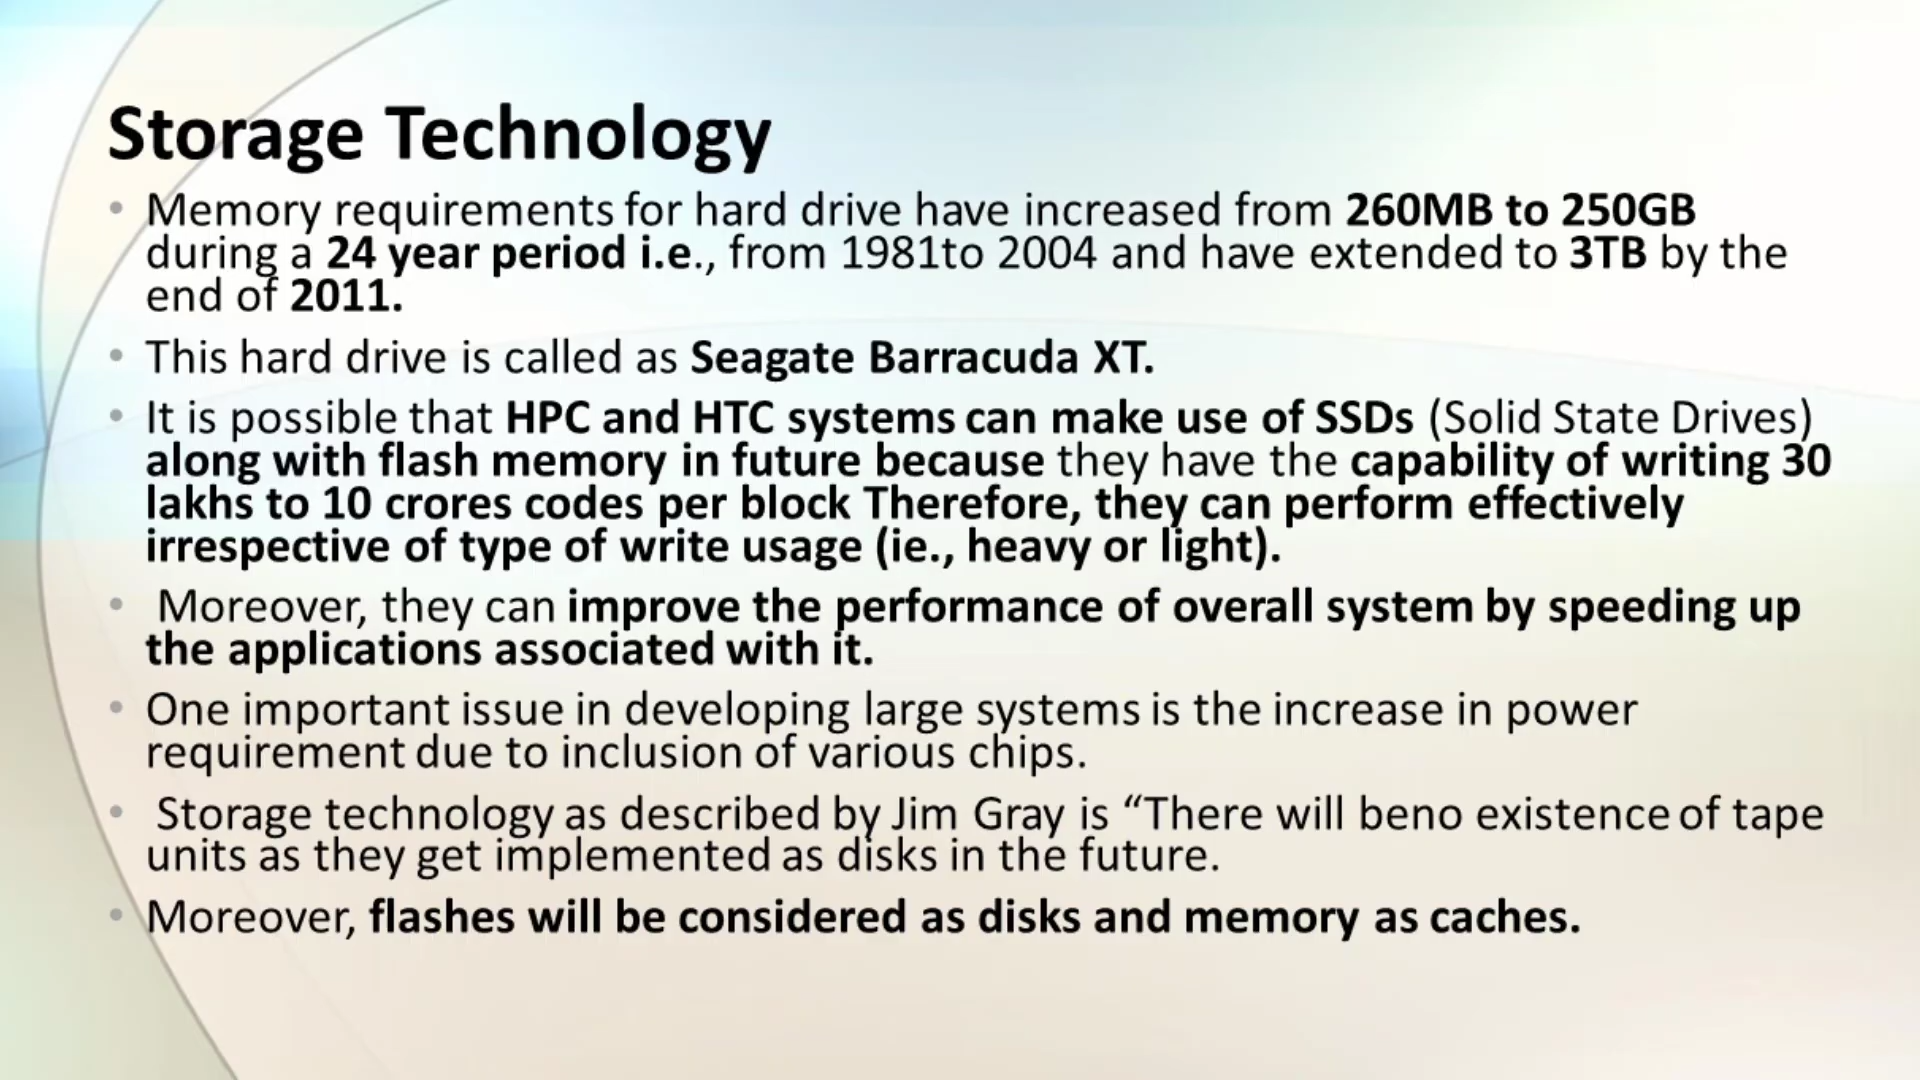 Storage Technology
• Memory requirements for hard drive have increased from 260MB to 250GB
during a 24 year period i.e., from 1981to 2004 and have extended to 3TB by the
end of 2011.
• This hard drive is called as Seagate Barracuda XT.
• It is possible that HPC and HTC systems can make use of SSDs (Solid State Drives)
along with flash memory in future because they have the capability of writing 30
lakhs to 10 crores codes per block Therefore, they can perform effectively
irrespective of type of write usage (ie., heavy or light).
• Moreover, they can improve the performance of overall system by speeding up
the applications associated with it.
• One important issue in developing large systems is the increase in power
requirement due to inclusion of various chips.
• Storage technology as described by Jim Gray is “There will beno existence of tape
units as they get implemented as disks in the future.
• Moreover, flashes will be considered as disks and memory as caches.